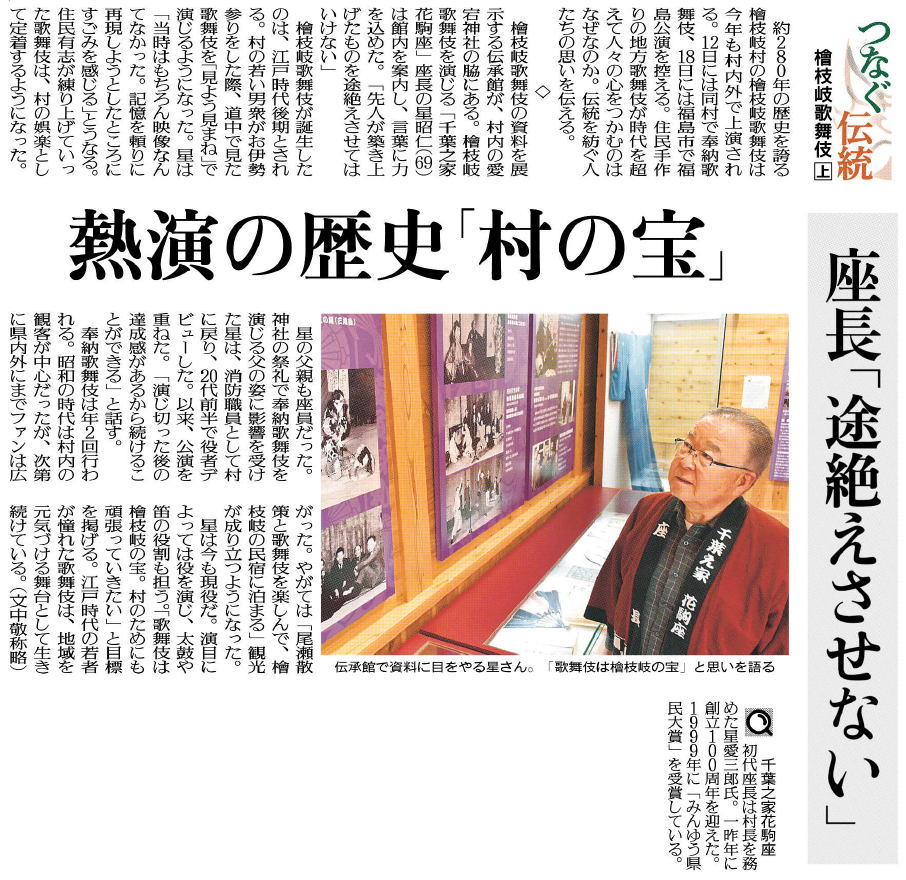 つなぐ伝統
檜枝岐歌舞伎 上
座長「途絶えさせない」
熱演の歴史「村の宝」
約280年の歴史を誇る
檜枝岐村の檜枝岐歌舞伎は
今年も村内外で上演され
る。12日には同村で奉納歌
舞伎、18日には福島市で福
島公演を控える。住民手作
りの地方歌舞伎が時代を超
えて人々の心をつかむのは
なぜなのか。伝統を紡ぐ人
たちの思いを伝える。
◇
檜枝岐歌舞伎の資料を展
示する伝承館が、村内の愛
宕神社の脇にある。檜枝岐
歌舞伎を演じる「千葉之家
花駒座」座長の星昭仁(69)
は館内を案内し、言葉に力
を込めた。「先人が築き上
げたものを途絶えさせては
いけない」
檜枝岐歌舞伎が誕生した
のは、江戸時代後期とされ
る。村の若い男衆がお伊勢
参りをした際、道中で見た
歌舞伎を「見よう見まね」で
演じるようになった。星は
「当時はもちろん映像なん
てなかった。記憶を頼りに
再現しようとしたところに
すごみを感じる」とうなる。
住民有志が練り上げていっ
た歌舞伎は、村の娯楽とし
て定着するようになった。
星の父親も座員だった。
神社の祭礼で奉納歌舞伎を
演じる父の姿に影響を受け
た星は、消防職員として村
に戻り、20代前半で役者デ
ビューした。以来、公演を
重ねた。「演じ切った後の
達成感があるから続けるこ
とができる」と話す。
奉納歌舞伎は年2回行わ
れる。昭和の時代は村内の
観客が中心だったが、次第
に県内外にまでファンは広
がった。やがては「尾瀬散
策と歌舞伎を楽しんで、檜
枝岐の民宿に泊まる」観光
が成り立つようになった。
星は今も現役だ。演目に
よっては役を演じ、太鼓や
笛の役割も担う。「歌舞伎は
檜枝岐の宝。村のためにも
頑張っていきたい」と目標
を掲げる。江戸時代の若者
が憧れた歌舞伎は、地域を
元気づける舞台として生き
続けている。(文中敬称略)
千葉之家 花駒座
座
伝承館で資料に目をやる星さん。「歌舞伎は檜枝岐の宝」と思いを語る
千葉之家花駒座
初代座長は村長を務
めた星愛三郎氏。一昨年に
創立100周年を迎えた。
1999年に「みんゆう県
民大賞」を受賞している。